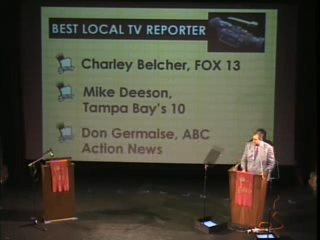 BEST LOCAL TV REPORTER
Charley Belcher, FOX 13
Mike Deeson,
Tampa Bay's 10
Don Germaise, ABC
Action News